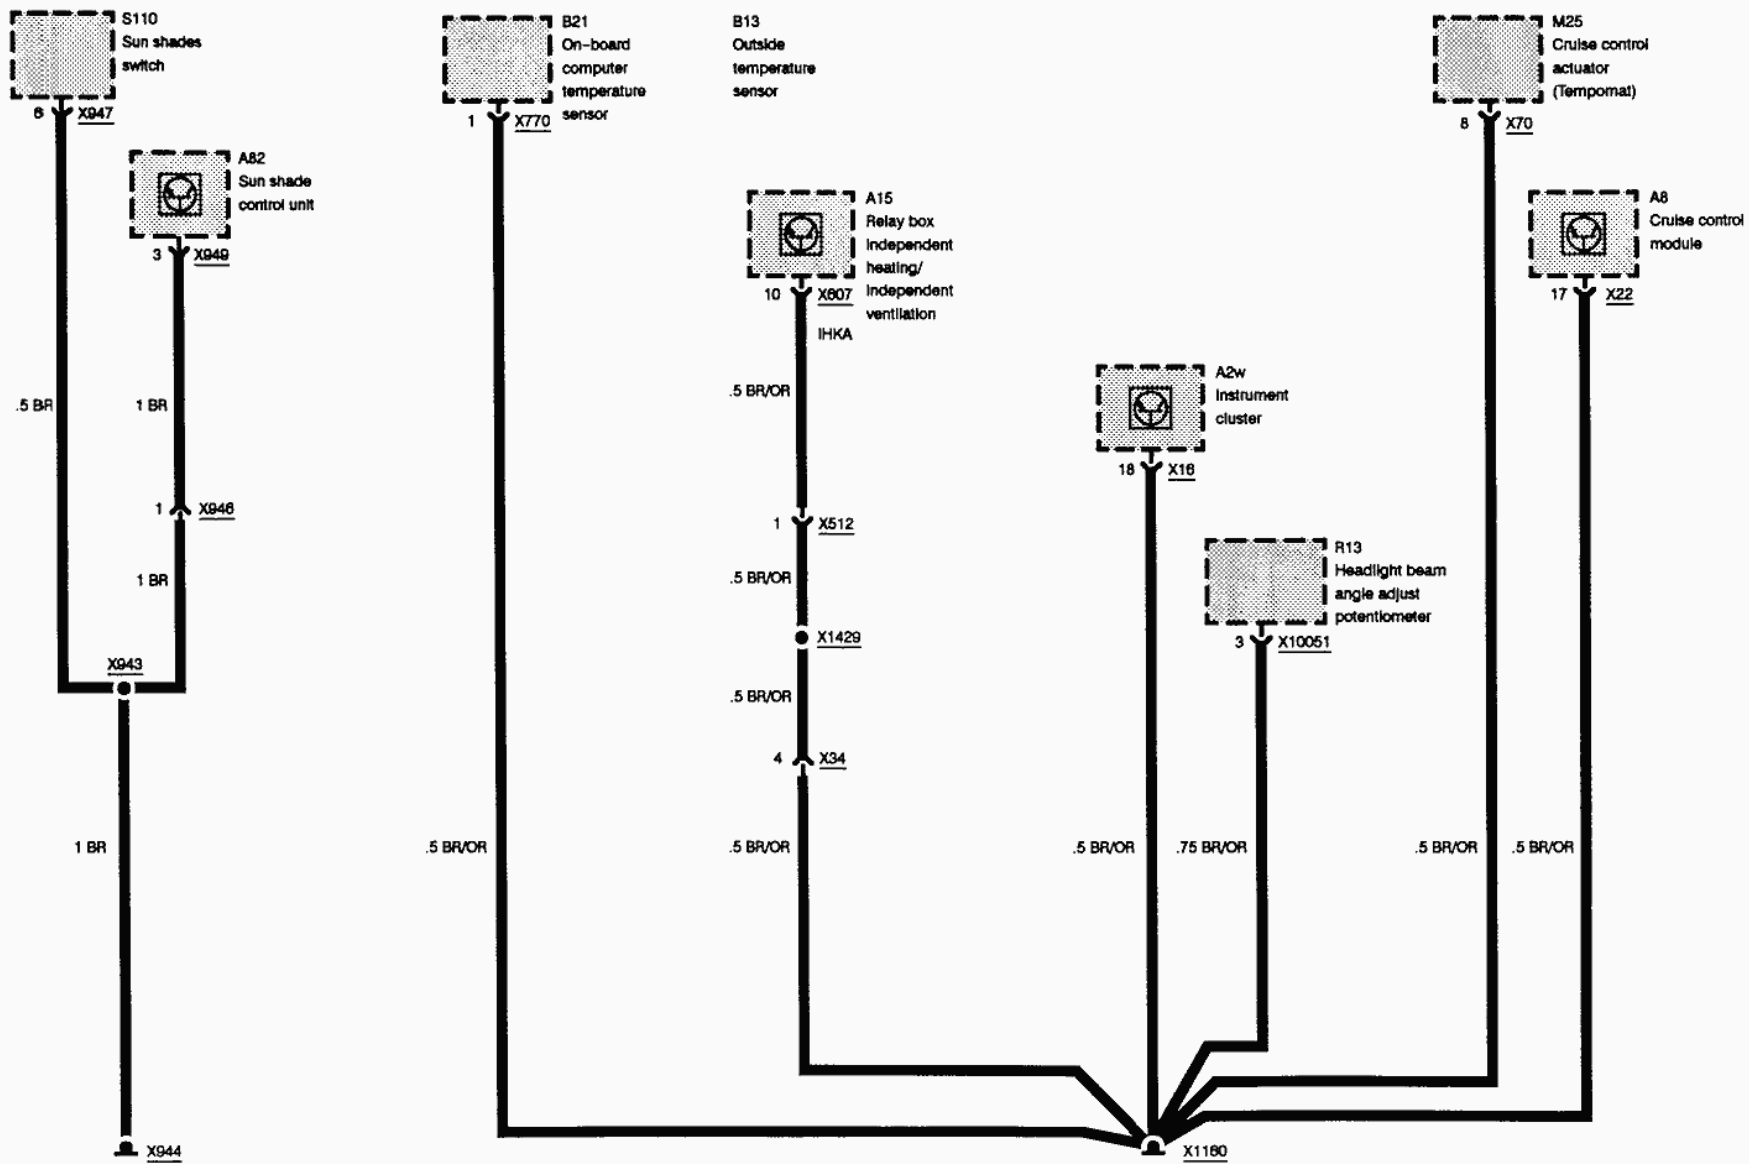 S110
Sun shades
switch
6 X947
A82
Sun shade
control unit
3 X949
.5 BR
1 BR
1 X946
1 BR
X943
1 BR
X944
B21
On-board
computer
temperature
sensor
1 X770
B13
Outside
temperature
sensor
.5 BR/OR
A15
Relay box
Independent
heating/
Independent
ventilation
10 X607
IHKA
.5 BR/OR
1 X512
.5 BR/OR
X1429
.5 BR/OR
4 X34
.5 BR/OR
A2w
Instrument
cluster
18 X16
.5 BR/OR
R13
Headlight beam
angle adjust
potentiometer
3 X10051
.75 BR/OR
M25
Cruise control
actuator
(Tempomat)
8 X70
.5 BR/OR
A8
Cruise control
module
17 X22
.5 BR/OR
X1160